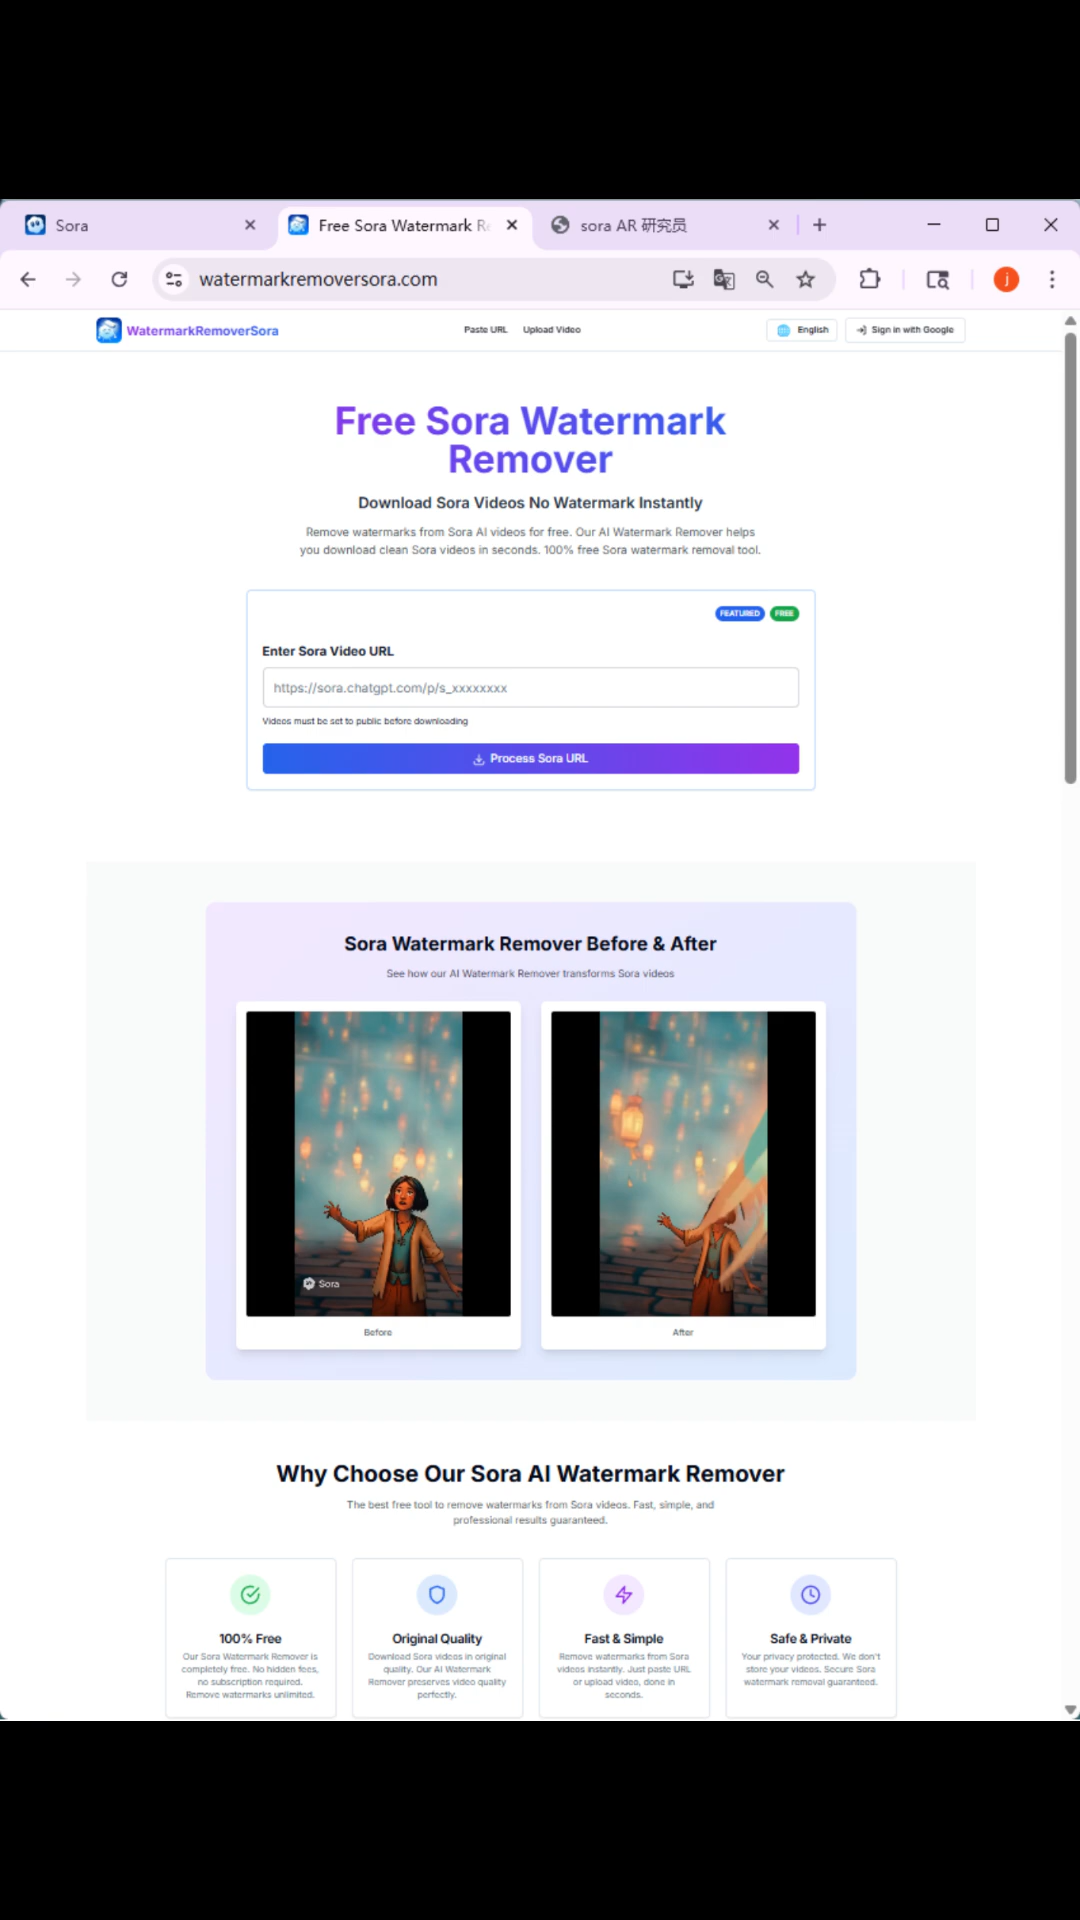 Sora
Free Sora Watermark Re
sora AR 研究员
watermarkremoversora.com
WatermarkRemoverSora
Paste URL
Upload Video
English
Sign in with Google
Free Sora Watermark
Remover
Download Sora Videos No Watermark Instantly
Remove watermarks from Sora AI videos for free. Our AI Watermark Remover helps
you download clean Sora videos in seconds. 100% free Sora watermark removal tool.
FEATURED
FREE
Enter Sora Video URL
https://sora.chatgpt.com/p/s_xxxxxxxx
Videos must be set to public before downloading
Process Sora URL
Sora Watermark Remover Before & After
See how our AI Watermark Remover transforms Sora videos
Sora
Before
After
Why Choose Our Sora AI Watermark Remover
The best free tool to remove watermarks from Sora videos. Fast, simple, and
professional results guaranteed.
100% Free
Our Sora Watermark Remover is
completely free. No hidden fees,
no subscription required.
Remove watermarks unlimited.
Original Quality
Download Sora videos in original
quality. Our AI Watermark
Remover preserves video quality
perfectly.
Fast & Simple
Remove watermarks from Sora
videos instantly. Just paste URL
or upload video, done in
seconds.
Safe & Private
Your privacy protected. We don't
store your videos. Secure Sora
watermark removal guaranteed.